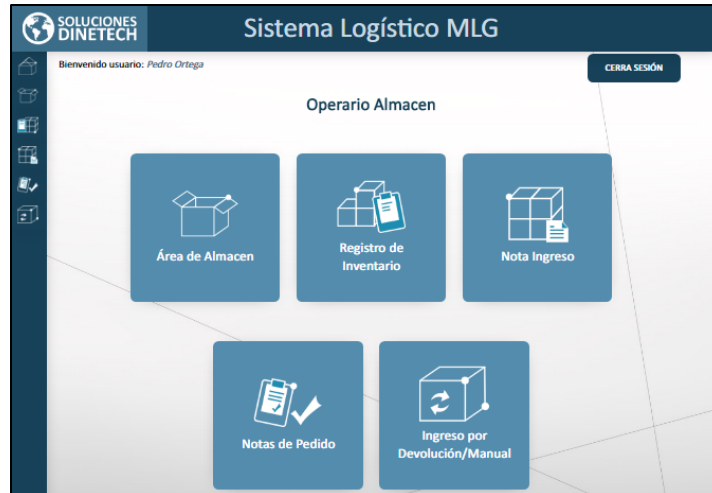 SOLUCIONES
DINETECH
Sistema Logístico MLG
Bienvenido usuario: Pedro Ortega
CERRA SESIÓN
Operario Almacen
Área de Almacen
Registro de
Inventario
Nota Ingreso
Notas de Pedido
Ingreso por
Devolución/Manual